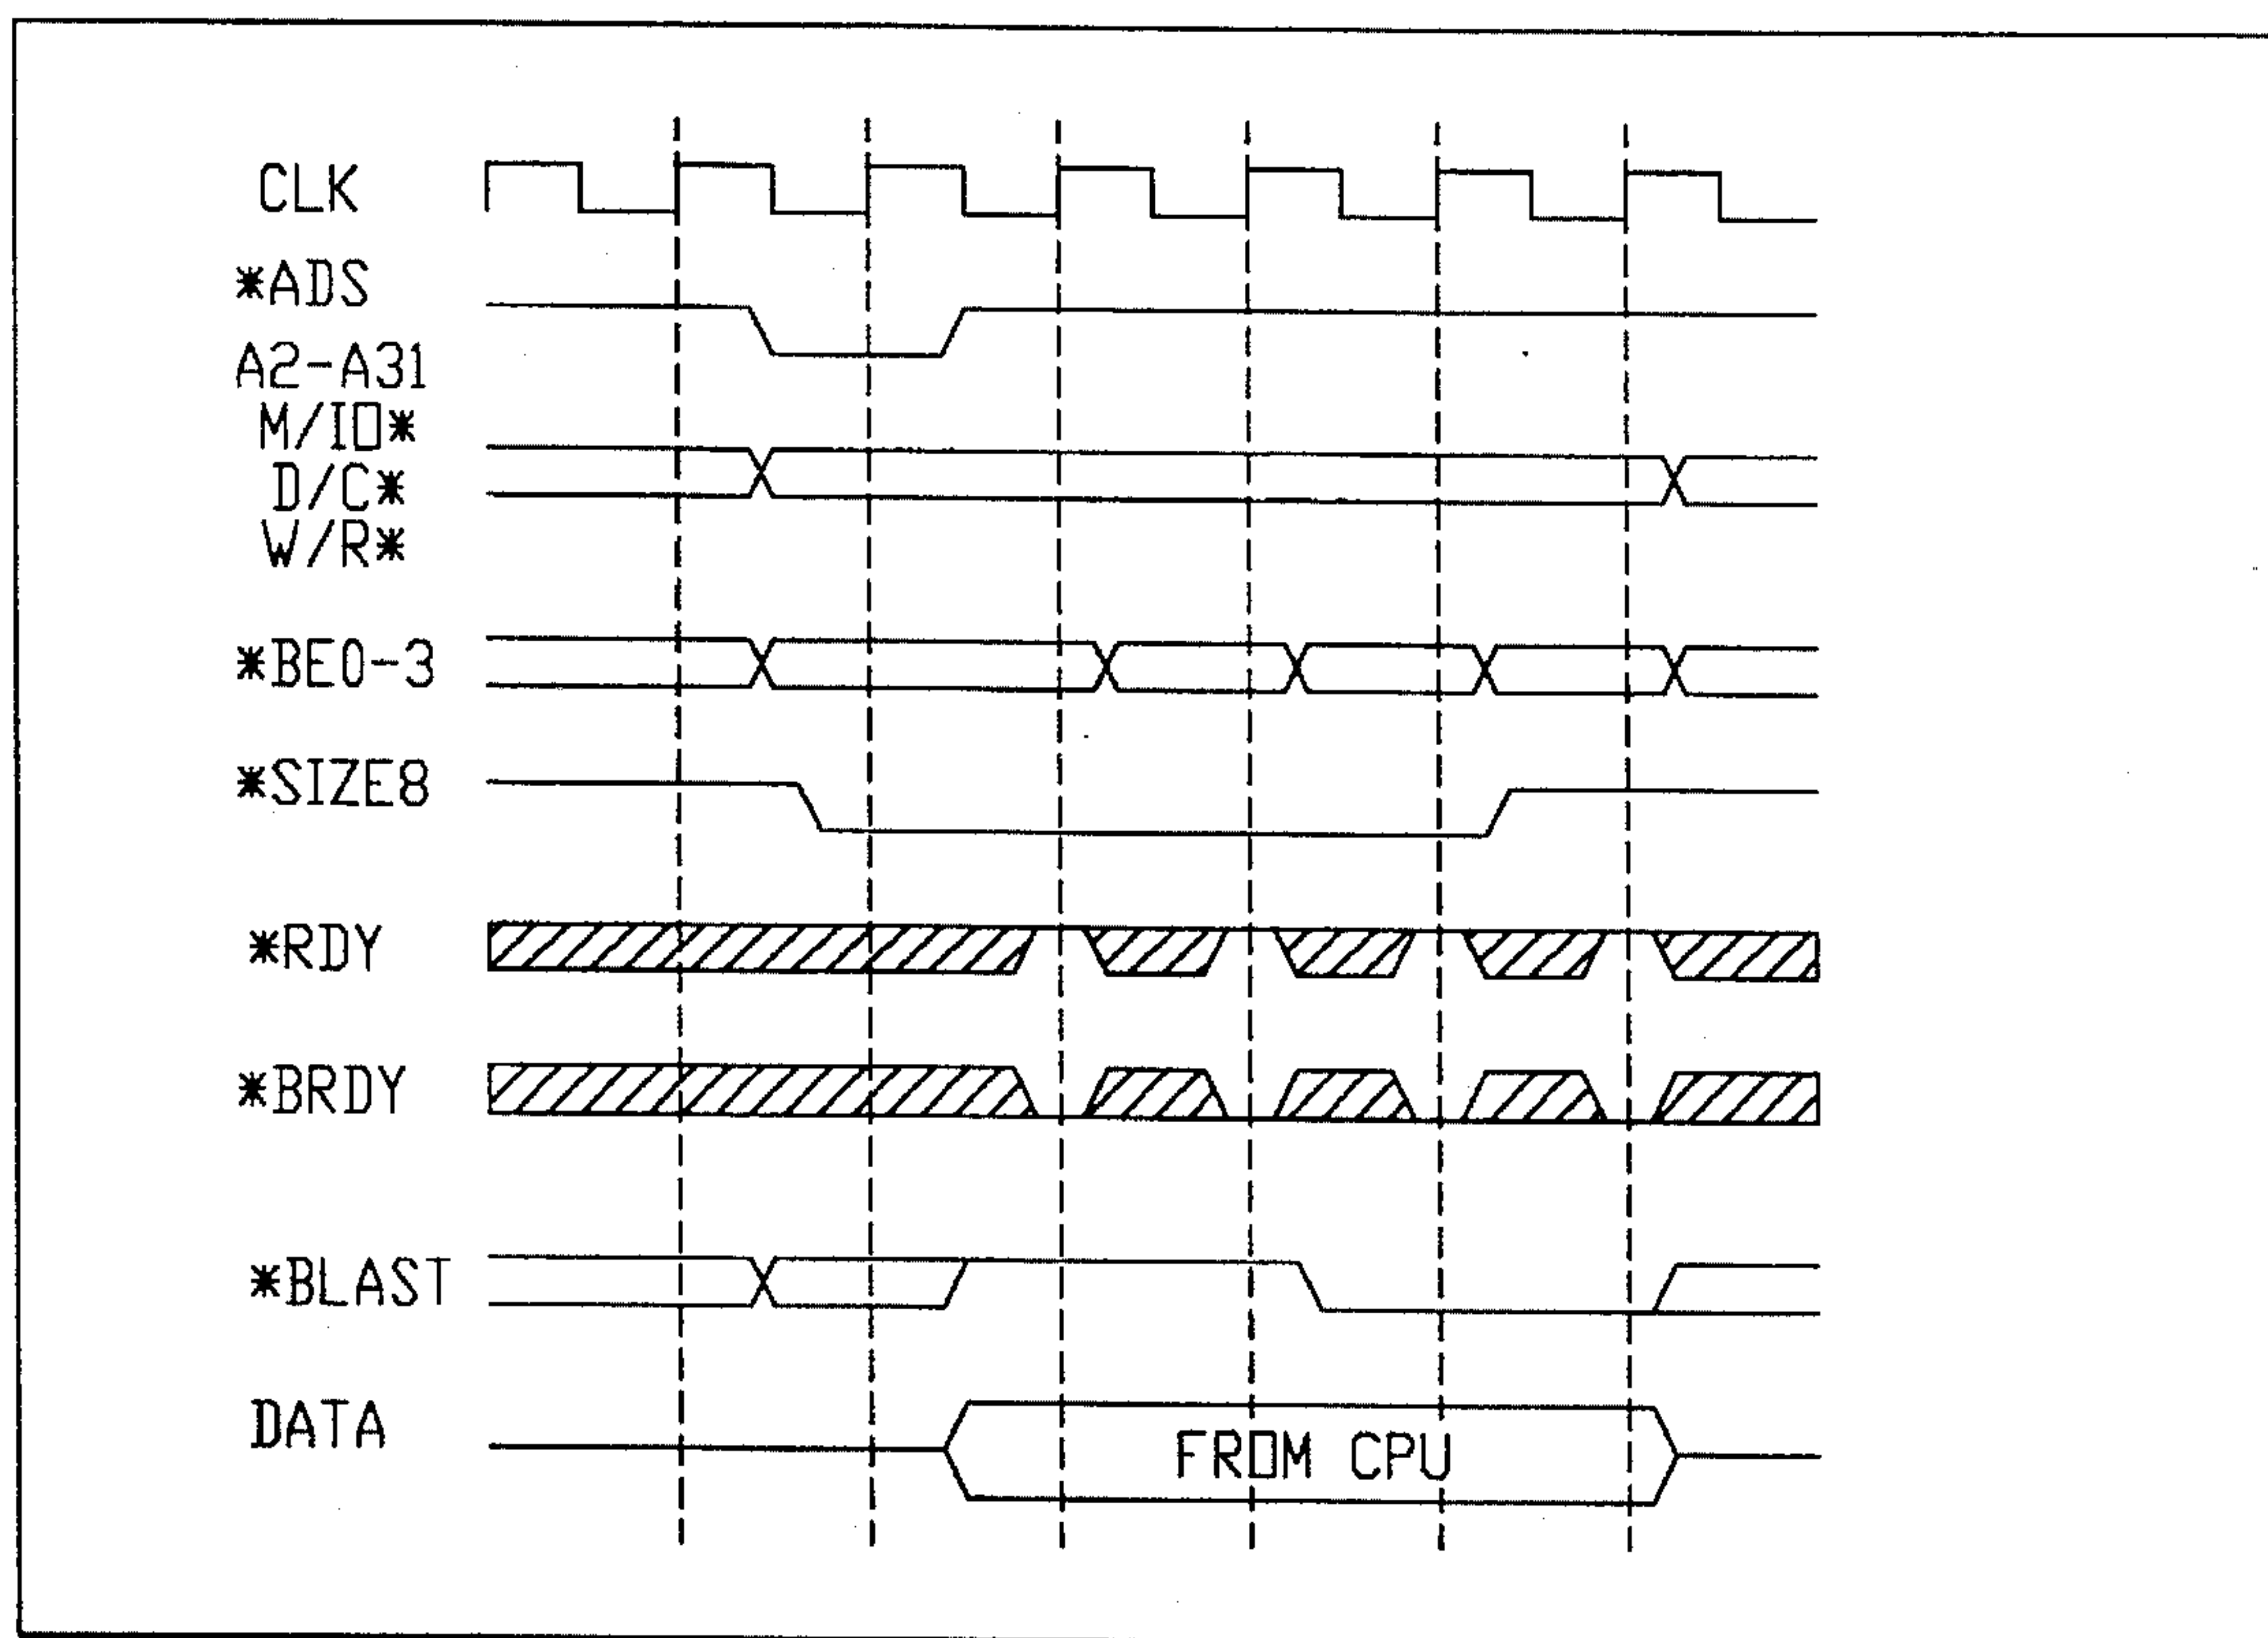 CLK
*ADS
A2-A31
M/IO*
D/C*
W/R*
*BE0-3
*SIZE8
*RDY
*BRDY
*BLAST
DATA
FROM CPU